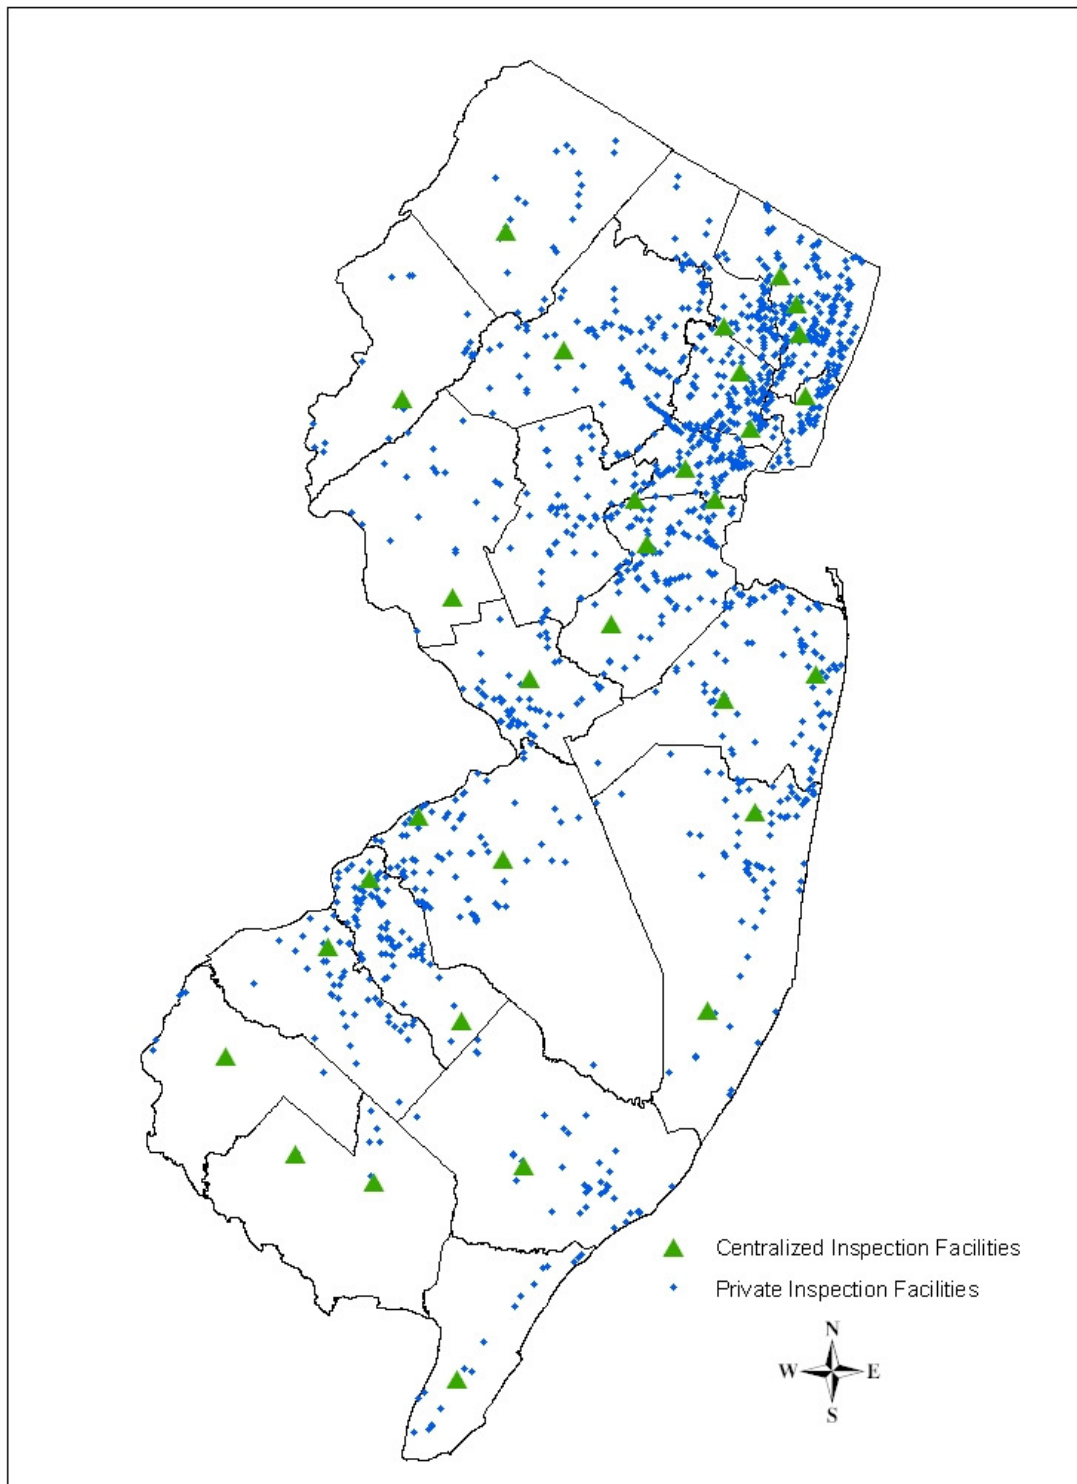 Centralized Inspection Facilities
Private Inspection Facilities
N
W E
S